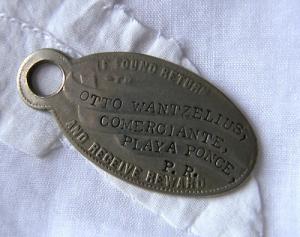 IF FOUND RETURN
TO
OTTO WANTZELIUS,
COMERCIANTE,
PLAYA PONCE,
P. R.
AND RECEIVE REWARD